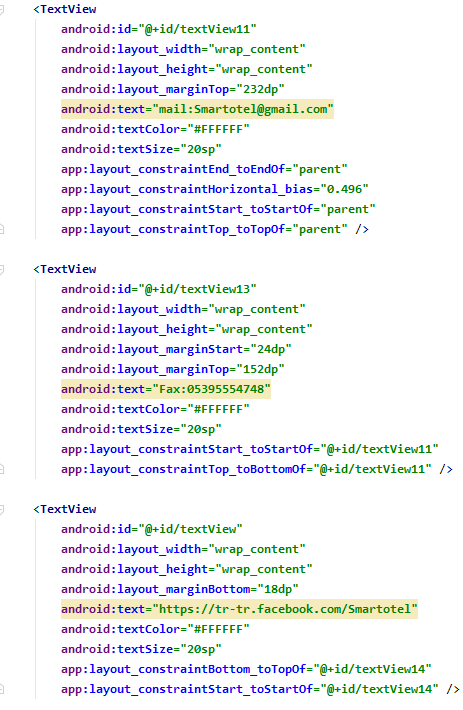 <TextView
android:id="@+id/textView11"
android:layout_width="wrap_content"
android:layout_height="wrap_content"
android:layout_marginTop="232dp"
android:text="mail:Smartotel@gmail.com"
android:textColor="#FFFFFF"
android:textSize="20sp"
app:layout_constraintEnd_toEndOf="parent"
app:layout_constraintHorizontal_bias="0.496"
app:layout_constraintStart_toStartOf="parent"
app:layout_constraintTop_toTopOf="parent" />
<TextView
android:id="@+id/textView13"
android:layout_width="wrap_content"
android:layout_height="wrap_content"
android:layout_marginStart="24dp"
android:layout_marginTop="152dp"
android:text="Fax:05395554748"
android:textColor="#FFFFFF"
android:textSize="20sp"
app:layout_constraintStart_toStartOf="@+id/textView11"
app:layout_constraintTop_toBottomOf="@+id/textView11" />
<TextView
android:id="@+id/textView"
android:layout_width="wrap_content"
android:layout_height="wrap_content"
android:layout_marginBottom="18dp"
android:text="https://tr-tr.facebook.com/Smartotel"
android:textColor="#FFFFFF"
android:textSize="20sp"
app:layout_constraintBottom_toTopOf="@+id/textView14"
app:layout_constraintStart_toStartOf="@+id/textView14" />